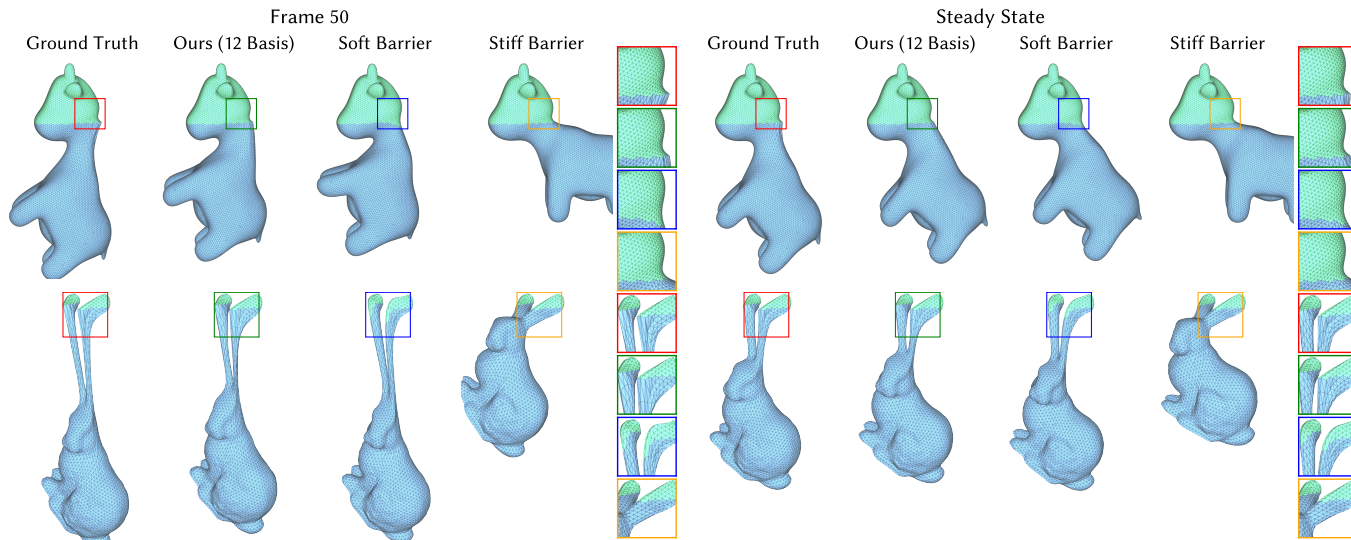 Frame 50
Steady State
Ground Truth
Ours (12 Basis)
Soft Barrier
Stiff Barrier
Ground Truth
Ours (12 Basis)
Soft Barrier
Stiff Barrier